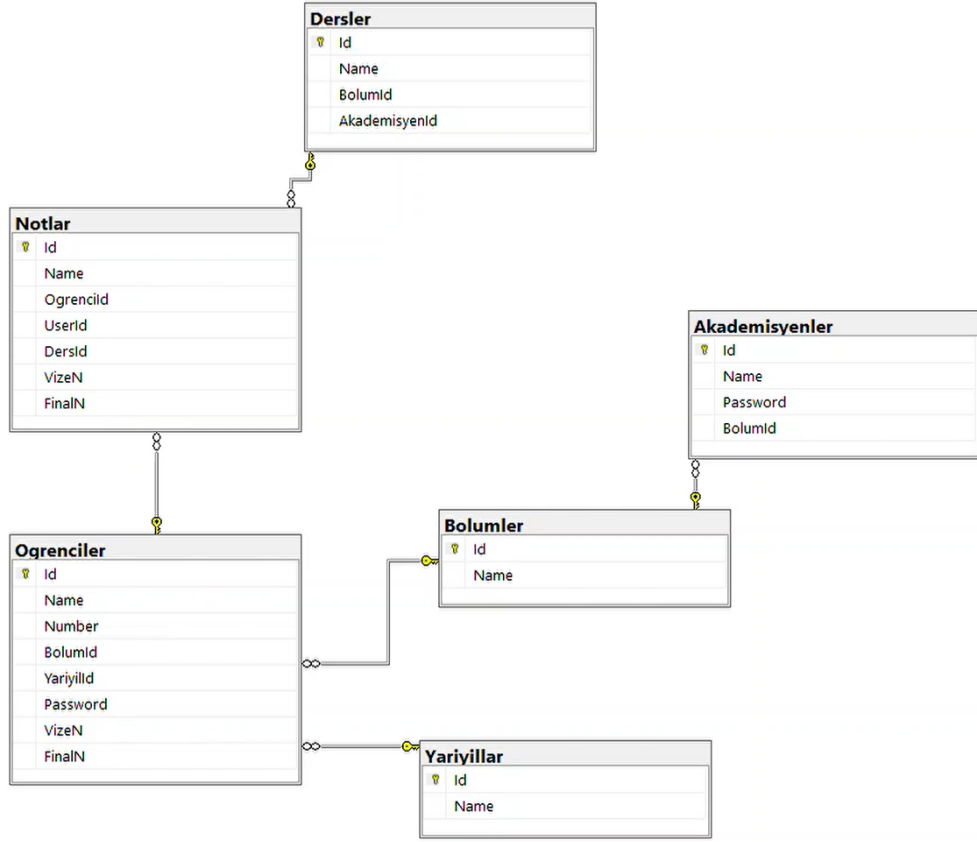 Dersler
Id
Name
BolumId
AkademisyenId
Notlar
Id
Name
OgrenciId
UserId
DersId
VizeN
FinalN
Akademisyenler
Id
Name
Password
BolumId
Bolumler
Id
Name
Ogrenciler
Id
Name
Number
BolumId
YariyilId
Password
VizeN
FinalN
Yariyillar
Id
Name